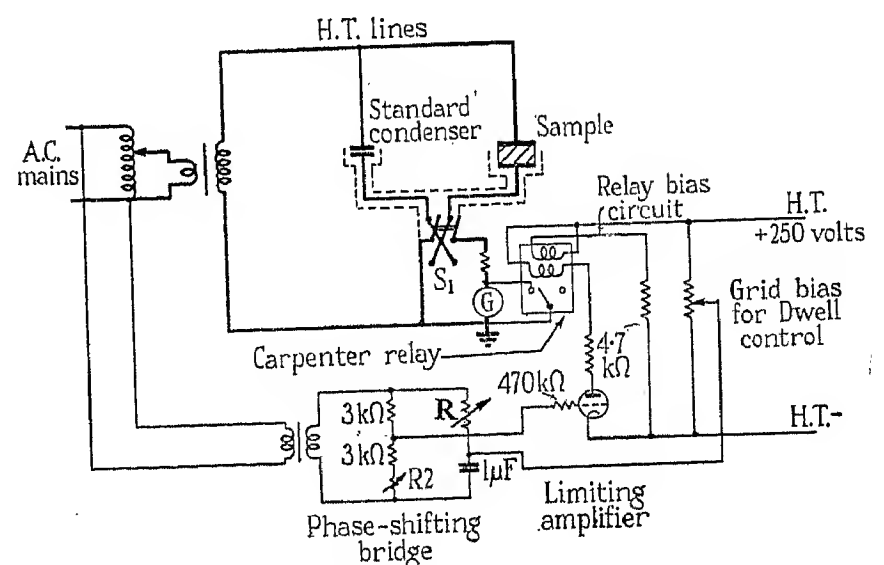 H.T. lines
Standard
condenser
Sample
A.C.
mains
Relay bias
circuit
H.T.
+250 volts
S1
G
Grid bias
for Dwell
control
Carpenter relay
4·7
kΩ
470kΩ
3kΩ
R
3kΩ
H.T.-
R2
1μF
Limiting
amplifier
Phase-shifting
bridge